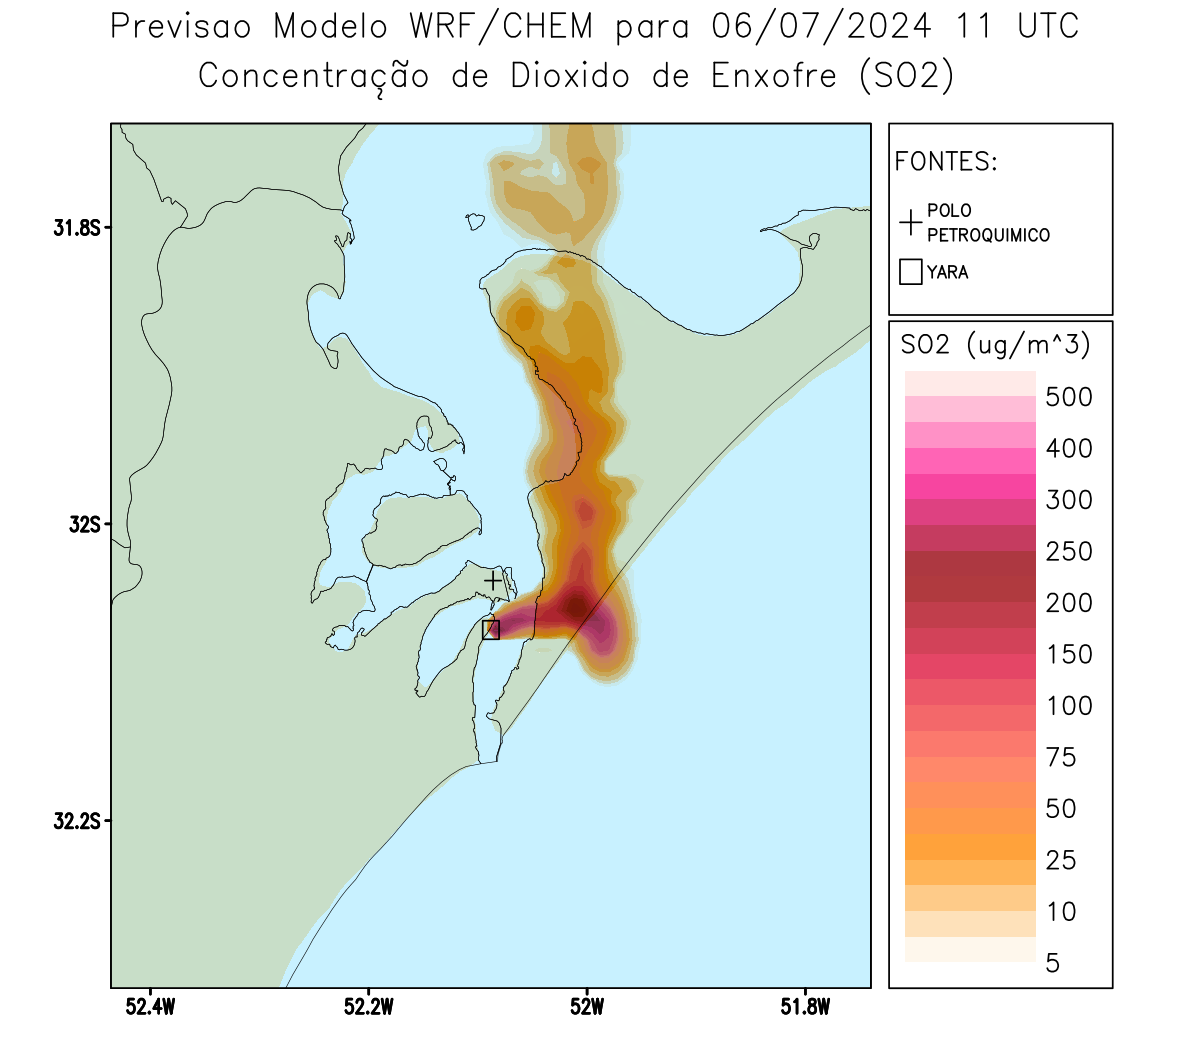 Previsao Modelo WRF/CHEM para 06/07/2024 11 UTC
Concentração de Dioxido de Enxofre (SO2)
FONTES:
POLO
PETROQUIMICO
YARA
SO2 (ug/m^3)
500
400
300
250
200
150
100
75
50
25
10
5
31.8S
32S
32.2S
52.4W
52.2W
52W
51.8W